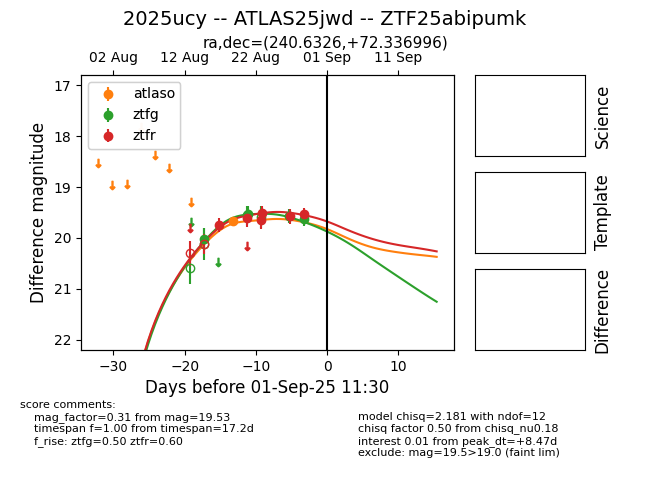 2025ucy -- ATLAS25jwd -- ZTF25abipumk
ra,dec=(240.6326,+72.336996)
02 Aug 12 Aug 22 Aug 01 Sep 11 Sep
atlaso
ztfg
ztfr
17
18
19
20
21
22
Difference magnitude
−30 −20 −10 0 10
Days before 01-Sep-25 11:30
Science
Template
Difference
score comments:
mag_factor=0.31 from mag=19.53
timespan f=1.00 from timespan=17.2d
f_rise: ztfg=0.50 ztfr=0.60
model chisq=2.181 with ndof=12
chisq factor 0.50 from chisq_nu0.18
interest 0.01 from peak_dt=+8.47d
exclude: mag=19.5>19.0 (faint lim)